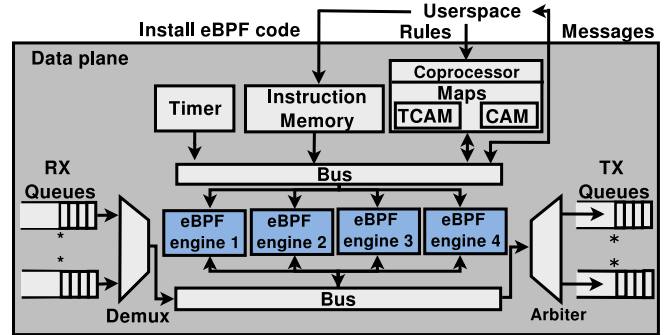 Userspace
Install eBPF code
Rules
Messages
Data plane
Coprocessor
Maps
TCAM
CAM
Timer
Instruction
Memory
RX
Queues
TX
Queues
Bus
eBPF
engine 1
eBPF
engine 2
eBPF
engine 3
eBPF
engine 4
*
*
*
*
Bus
Demux
Arbiter